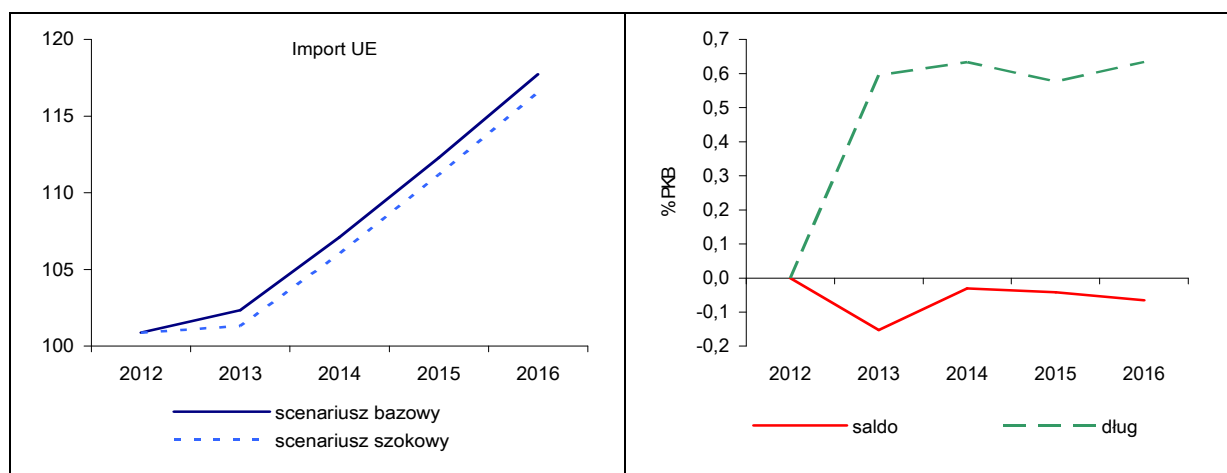 Import UE
120
115
110
105
100
2012 2013 2014 2015 2016
scenariusz bazowy
scenariusz szokowy
0,7
0,6
0,5
0,4
0,3
0,2
0,1
0,0
-0,1
-0,2
% PKB
2012 2013 2014 2015 2016
saldo dług